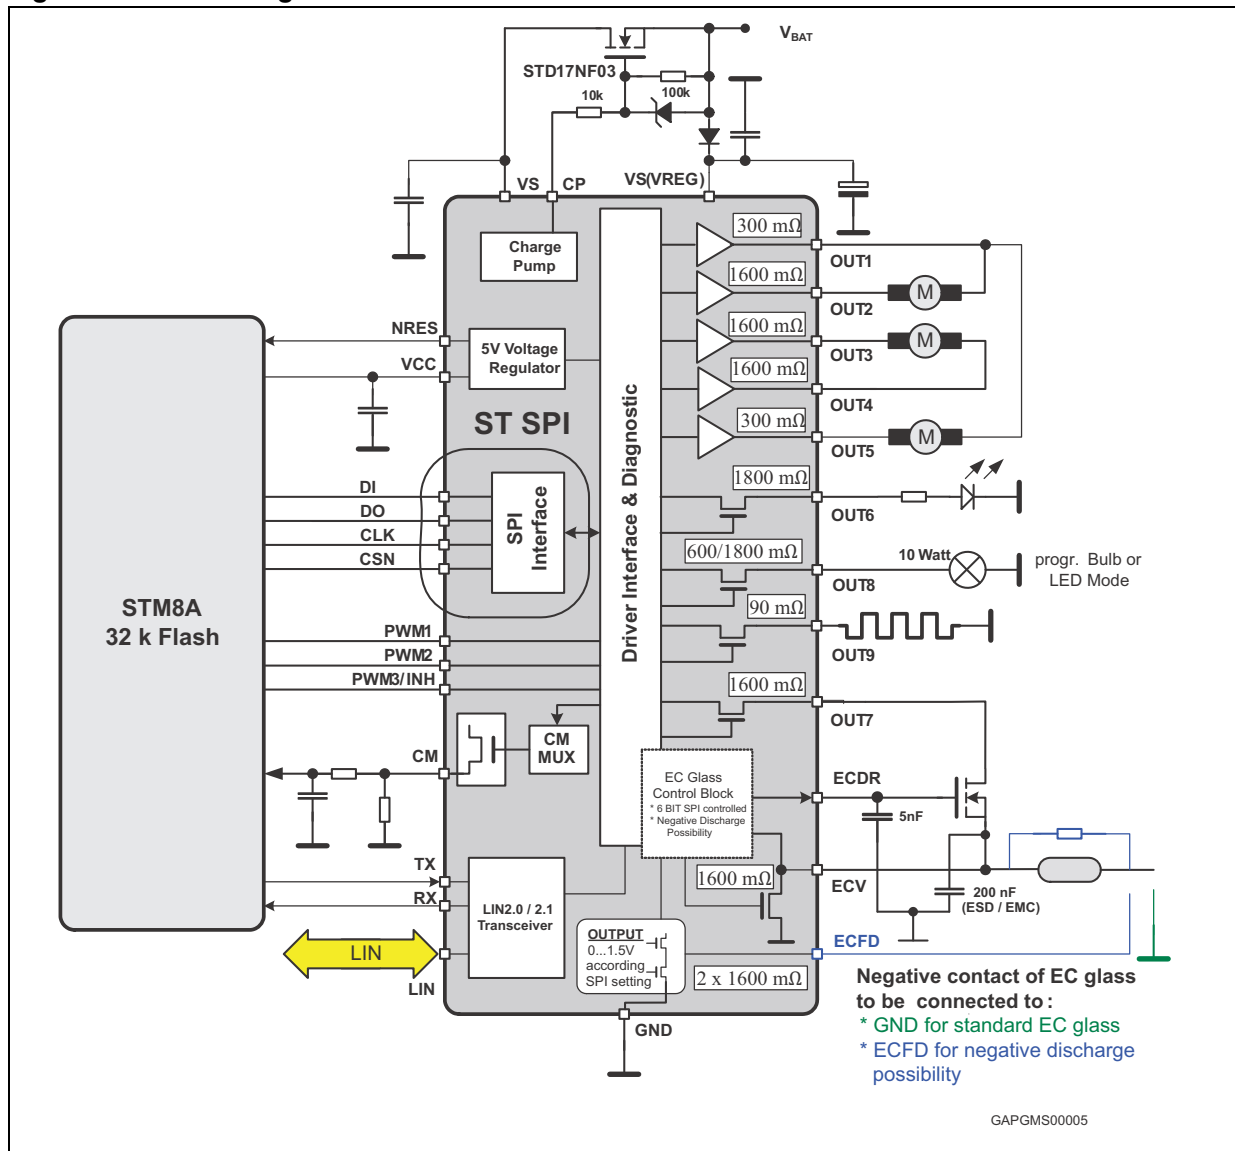 V_BAT
STD17NF03
10k
100k
VS
CP
VS(VREG)
Charge
Pump
300 mΩ
OUT1
1600 mΩ
M
OUT2
1600 mΩ
M
OUT3
1600 mΩ
OUT4
300 mΩ
M
OUT5
NRES
VCC
5V Voltage
Regulator
ST SPI
Driver Interface & Diagnostic
DI
DO
CLK
CSN
SPI
Interface
1800 mΩ
OUT6
600/1800 mΩ
10 Watt
OUT8
progr. Bulb or
LED Mode
90 mΩ
OUT9
STM8A
32 k Flash
PWM1
PWM2
PWM3/INH
1600 mΩ
OUT7
CM
CM
MUX
EC Glass
Control Block
* 6 BIT SPI controlled
* Negative Discharge
Possibility
ECDR
5nF
1600 mΩ
ECV
200 nF
(ESD / EMC)
TX
RX
LIN2.0 / 2.1
Transceiver
LIN
LIN
OUTPUT
0...1.5V
according
SPI setting
ECFD
2 x 1600 mΩ
GND
Negative contact of EC glass
to be connected to :
* GND for standard EC glass
* ECFD for negative discharge
possibility
GAPGMS00005